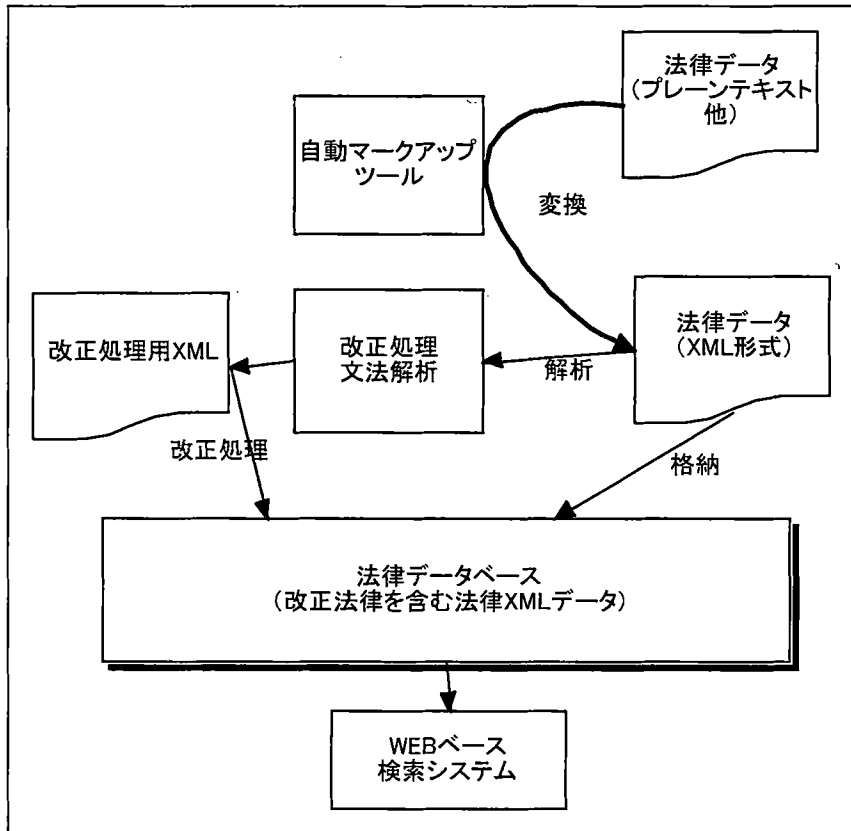 法律データ
(プレーンテキスト
他)
自動マークアップ
ツール
変換
法律データ
(XML形式)
解析
改正処理
文法解析
改正処理用XML
改正処理
格納
法律データベース
(改正法律を含む法律XMLデータ)
WEBベース
検索システム